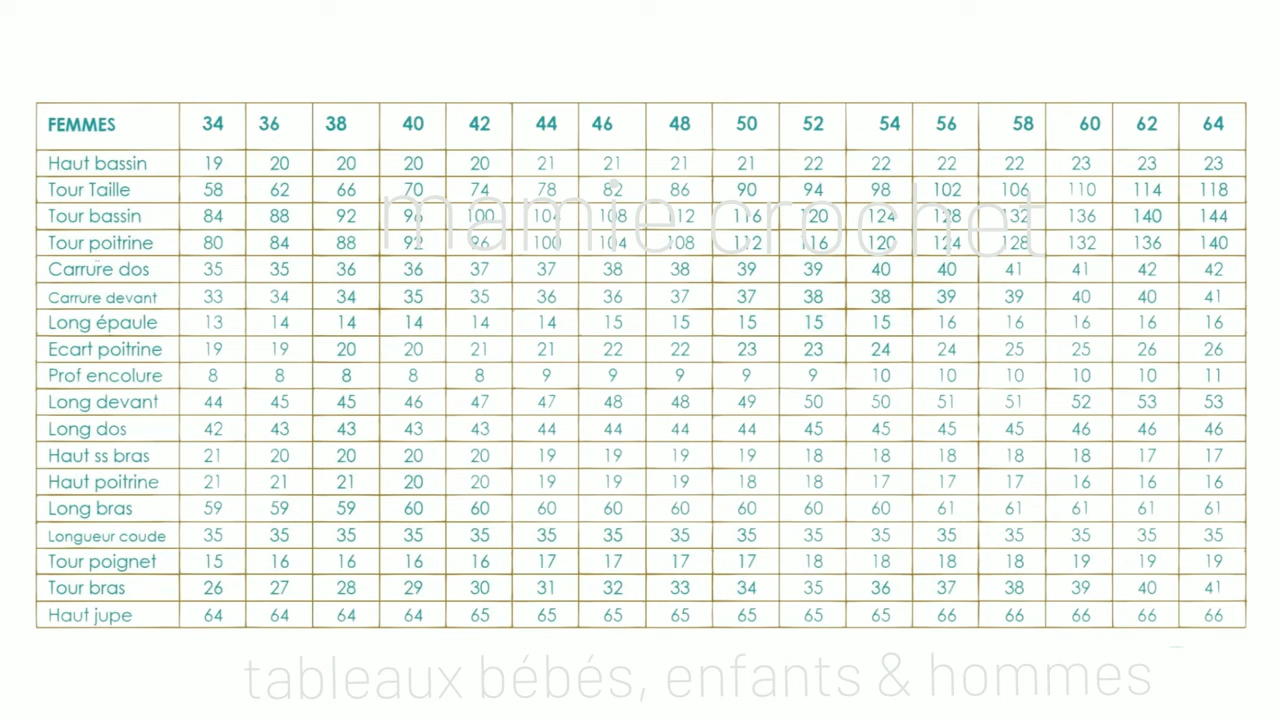 FEMMES 34 36 38 40 42 44 46 48 50 52 54 56 58 60 62 64
Haut bassin 19 20 20 20 20 21 21 21 21 22 22 22 22 23 23 23
Tour Taille 58 62 66 70 74 78 82 86 90 94 98 102 106 110 114 118
mamie crochet
Tour bassin 84 88 92 96 100 104 108 112 116 120 124 128 132 136 140 144
Tour poitrine 80 84 88 92 96 100 104 108 112 116 120 124 128 132 136 140
Carrure dos 35 35 36 36 37 37 38 38 39 39 40 40 41 41 42 42
Carrure devant 33 34 34 35 35 36 36 37 37 38 38 39 39 40 40 41
Long épaule 13 14 14 14 14 14 15 15 15 15 15 16 16 16 16 16
Ecart poitrine 19 19 20 20 21 21 22 22 23 23 24 24 25 25 26 26
Prof encolure 8 8 8 8 8 9 9 9 9 9 10 10 10 10 10 11
Long devant 44 45 45 46 47 47 48 48 49 50 50 51 51 52 53 53
Long dos 42 43 43 43 43 44 44 44 44 45 45 45 45 46 46 46
Haut ss bras 21 20 20 20 20 19 19 19 19 18 18 18 18 18 17 17
Haut poitrine 21 21 21 20 20 19 19 19 18 18 17 17 17 16 16 16
Long bras 59 59 59 60 60 60 60 60 60 60 60 61 61 61 61 61
Longueur coude 35 35 35 35 35 35 35 35 35 35 35 35 35 35 35 35
Tour poignet 15 16 16 16 16 17 17 17 17 18 18 18 18 19 19 19
Tour bras 26 27 28 29 30 31 32 33 34 35 36 37 38 39 40 41
Haut jupe 64 64 64 64 65 65 65 65 65 65 65 66 66 66 66 66
tableaux bébés, enfants & hommes